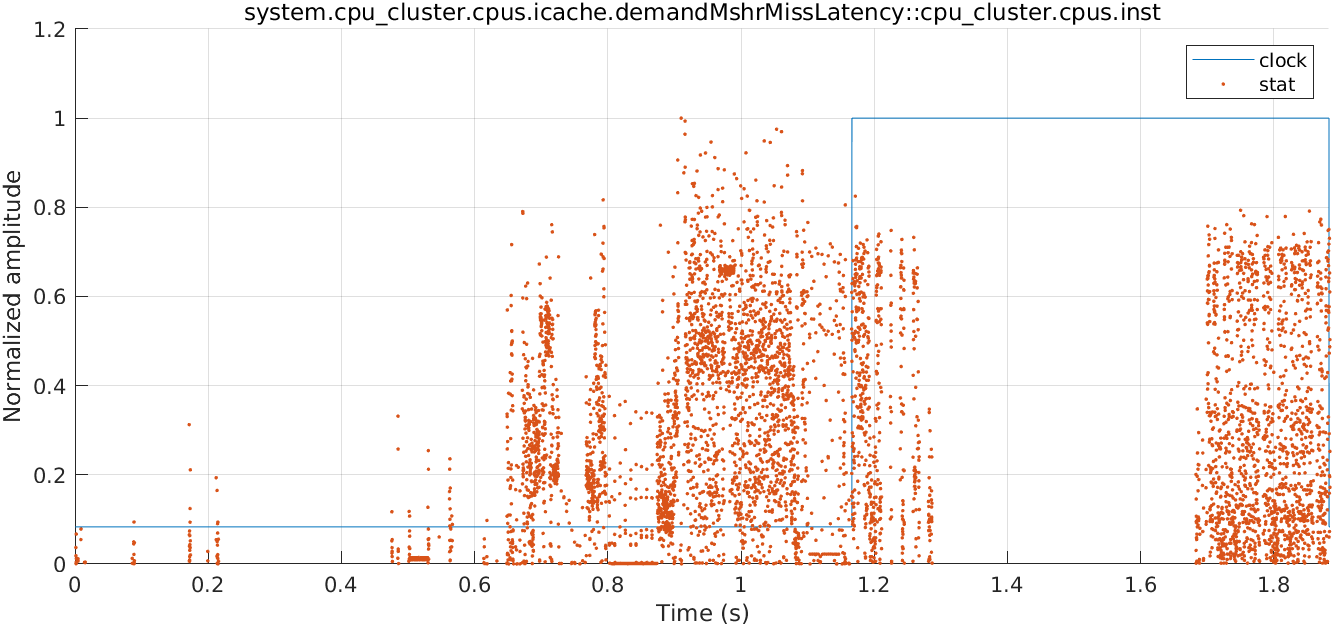 system.cpu_cluster.cpus.icache.demandMshrMissLatency::cpu_cluster.cpus.inst
1.2
1
0.8
0.6
0.4
0.2
0
Normalized amplitude
clock
stat
0 0.2 0.4 0.6 0.8 1 1.2 1.4 1.6 1.8
Time (s)